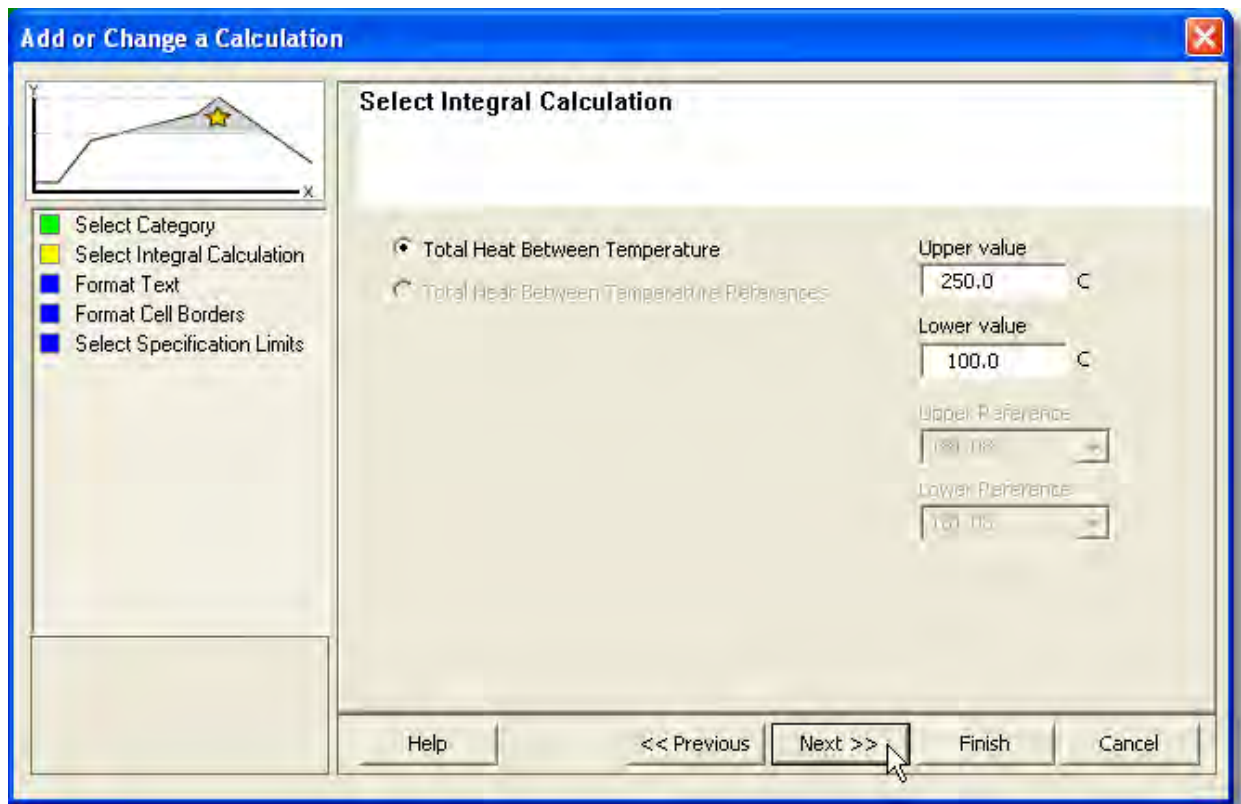 Add or Change a Calculation
Y
X
Select Category
Select Integral Calculation
Format Text
Format Cell Borders
Select Specification Limits
Select Integral Calculation
Total Heat Between Temperature
Total Heat Between Temperature References
Upper value
250.0 C
Lower value
100.0 C
Upper Reference
Lower Reference
Help
<< Previous
Next >>
Finish
Cancel